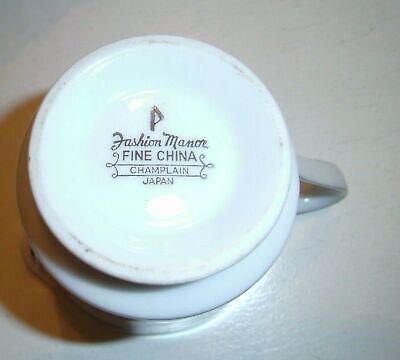 P
Fashion Manor
FINE CHINA
CHAMPLAIN
JAPAN